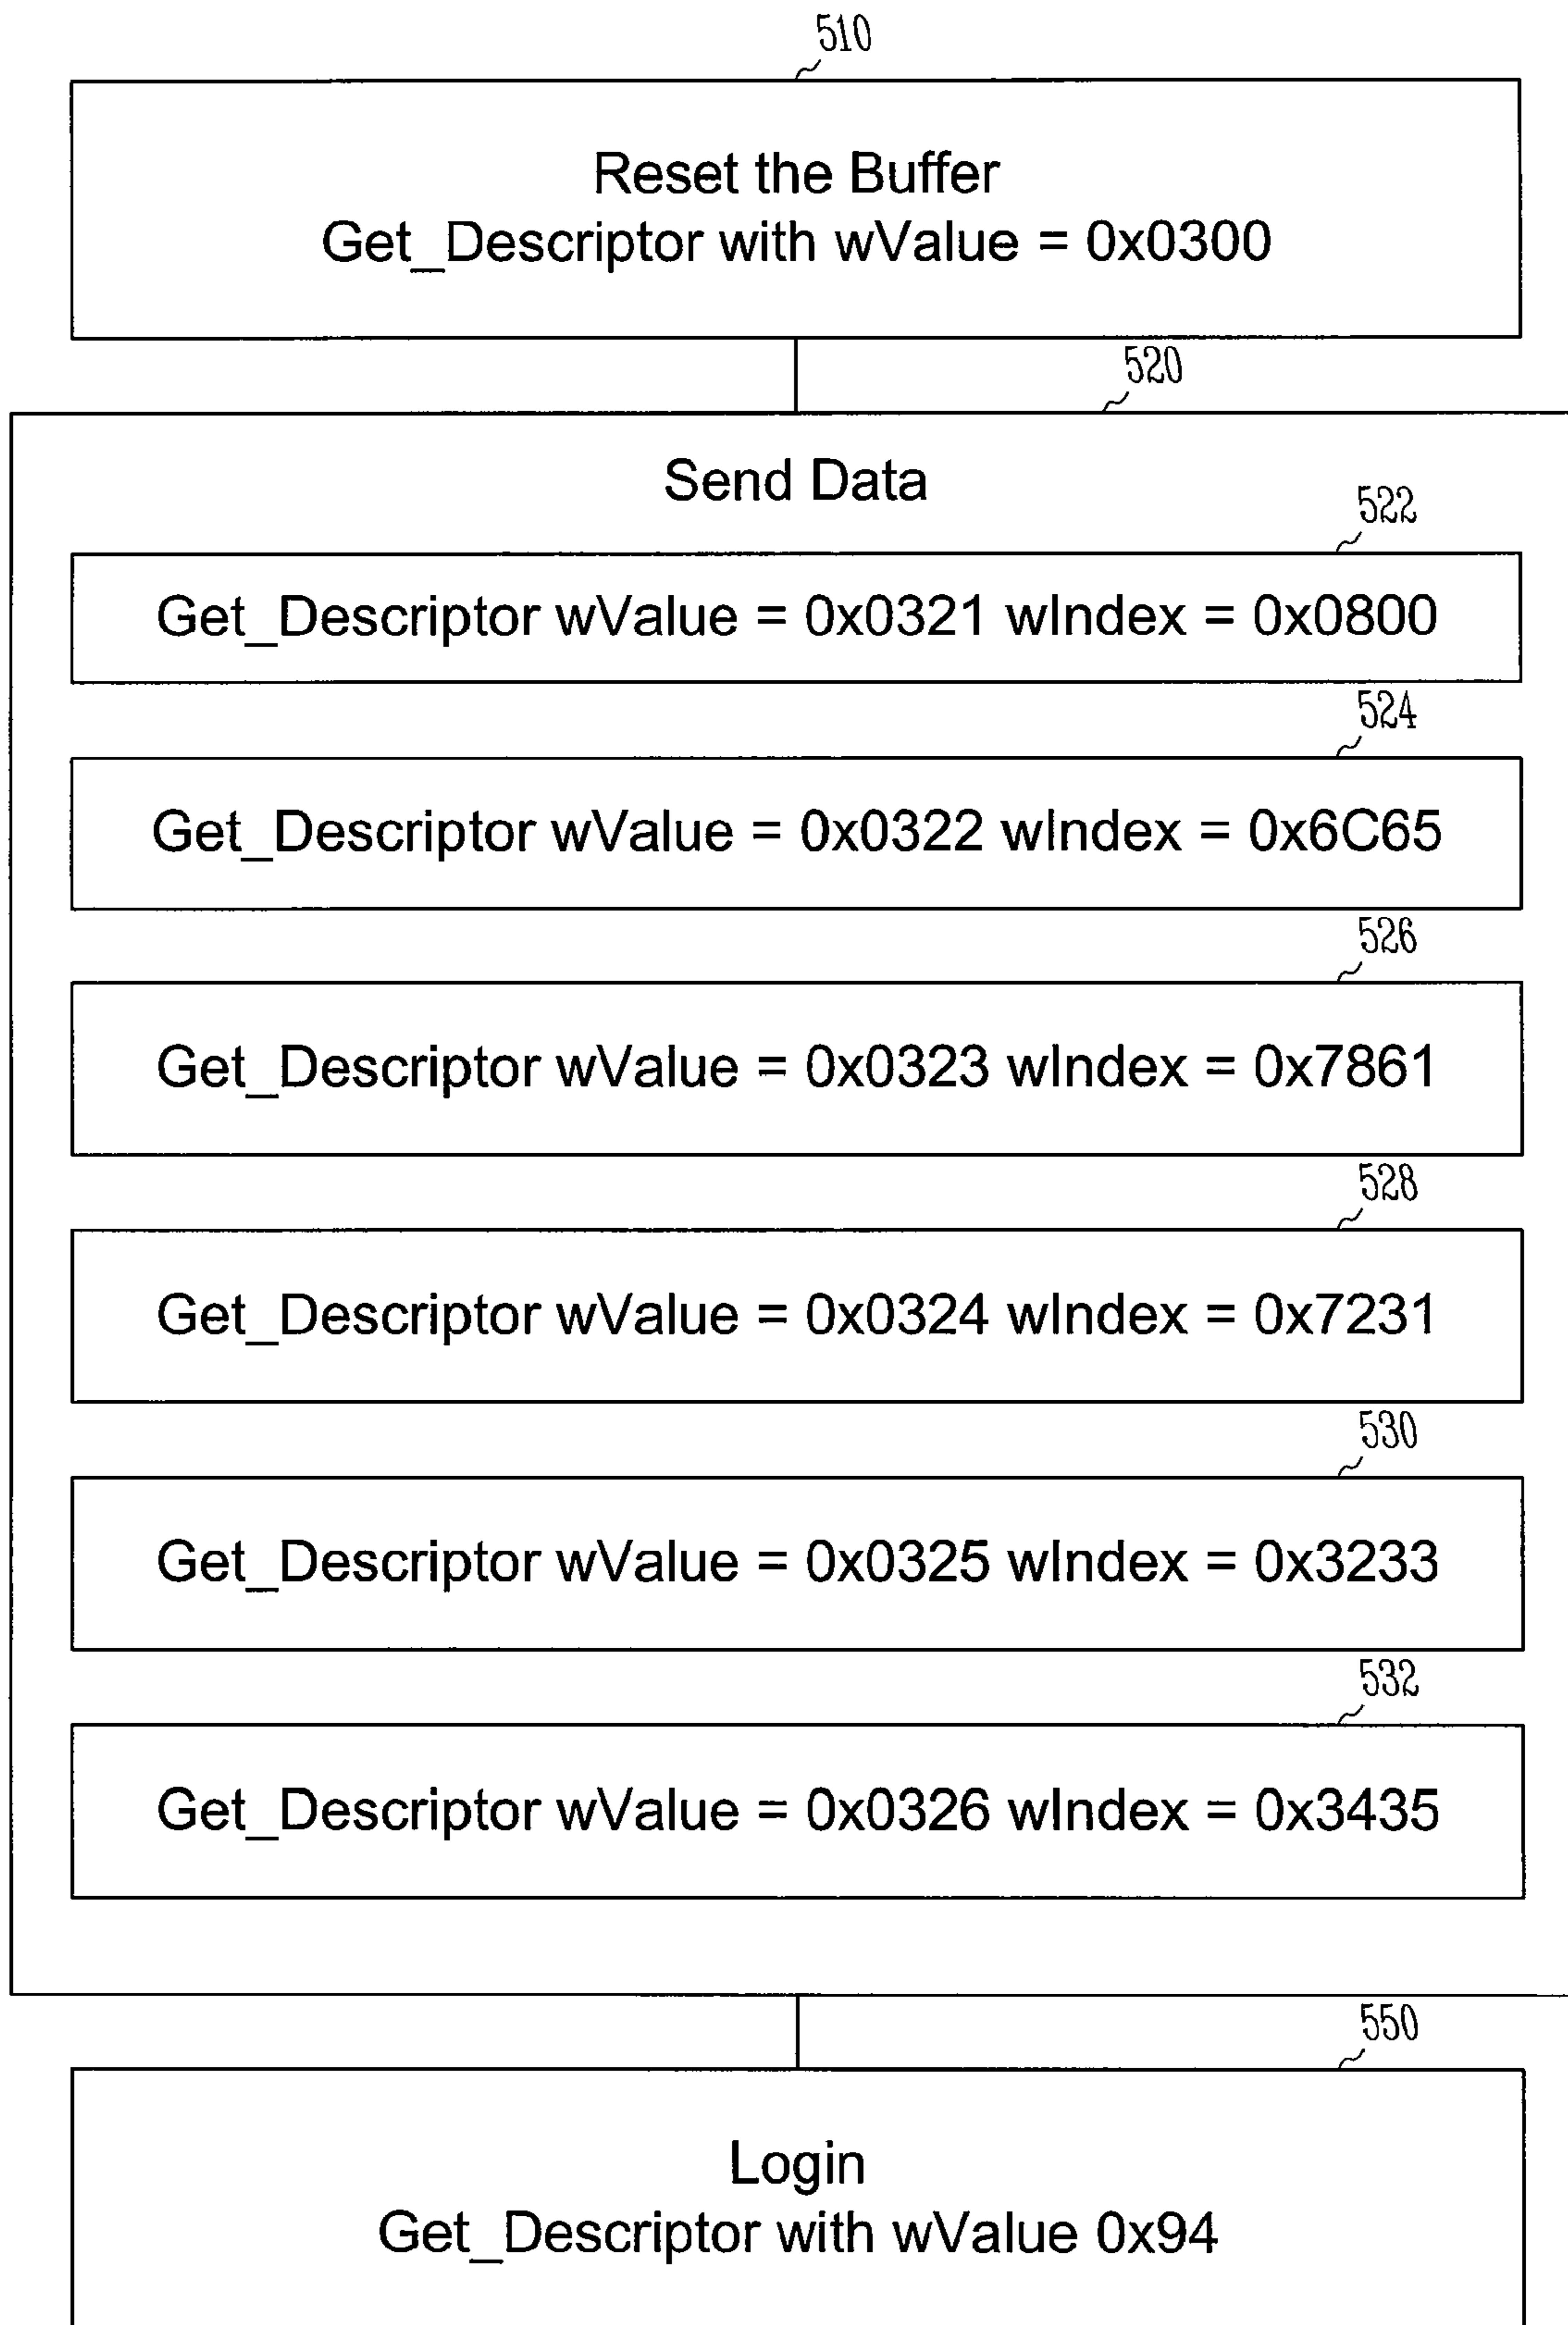 510
Reset the Buffer
Get_Descriptor with wValue = 0x0300
520
Send Data
522
Get_Descriptor wValue = 0x0321 wIndex = 0x0800
524
Get_Descriptor wValue = 0x0322 wIndex = 0x6C65
526
Get_Descriptor wValue = 0x0323 wIndex = 0x7861
528
Get_Descriptor wValue = 0x0324 wIndex = 0x7231
530
Get_Descriptor wValue = 0x0325 wIndex = 0x3233
532
Get_Descriptor wValue = 0x0326 wIndex = 0x3435
550
Login
Get_Descriptor with wValue 0x94